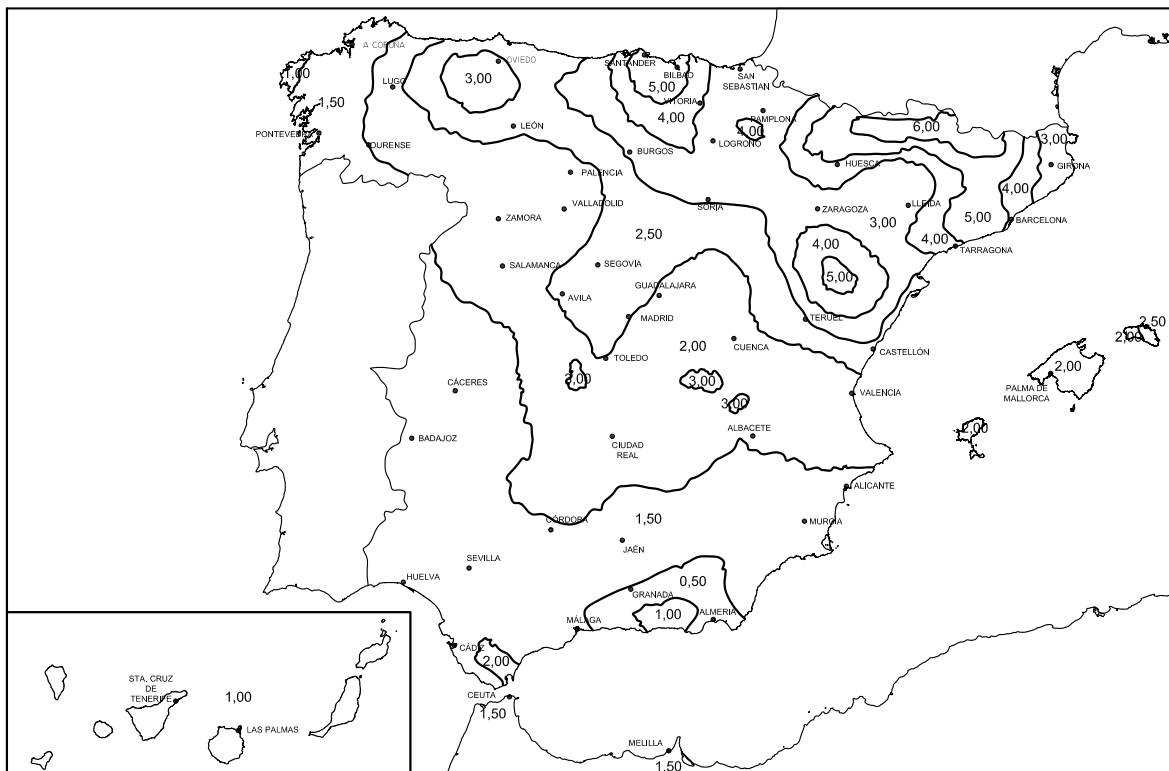 A CORUÑA
LUGO
OVIEDO
SANTANDER
BILBAO
SAN
SEBASTIAN
1,00
1,50
3,00
5,00
VITORIA
4,00
PAMPLONA
4,00
6,00
PONTEVEDRA
LEÓN
LOGROÑO
3,00
OURENSE
BURGOS
HUESCA
GIRONA
PALENCIA
4,00
VALLADOLID
SORIA
ZARAGOZA
LLEIDA
ZAMORA
3,00
5,00
BARCELONA
2,50
4,00
4,00
TARRAGONA
SALAMANCA
SEGOVIA
5,00
GUADALAJARA
AVILA
MADRID
TERUEL
2,50
2,00
2,00
CUENCA
CASTELLÓN
TOLEDO
2,00
3,00
3,00
CÁCERES
PALMA DE
MALLORCA
VALENCIA
3,00
ALBACETE
2,00
BADAJOZ
CIUDAD
REAL
ALICANTE
1,50
CÓRDOBA
MURCIA
JAÉN
SEVILLA
HUELVA
0,50
GRANADA
1,00
ALMERIA
MÁLAGA
CÁDIZ
2,00
STA. CRUZ
DE
TENERIFE
1,00
CEUTA
1,50
LAS PALMAS
MELILLA
1,50